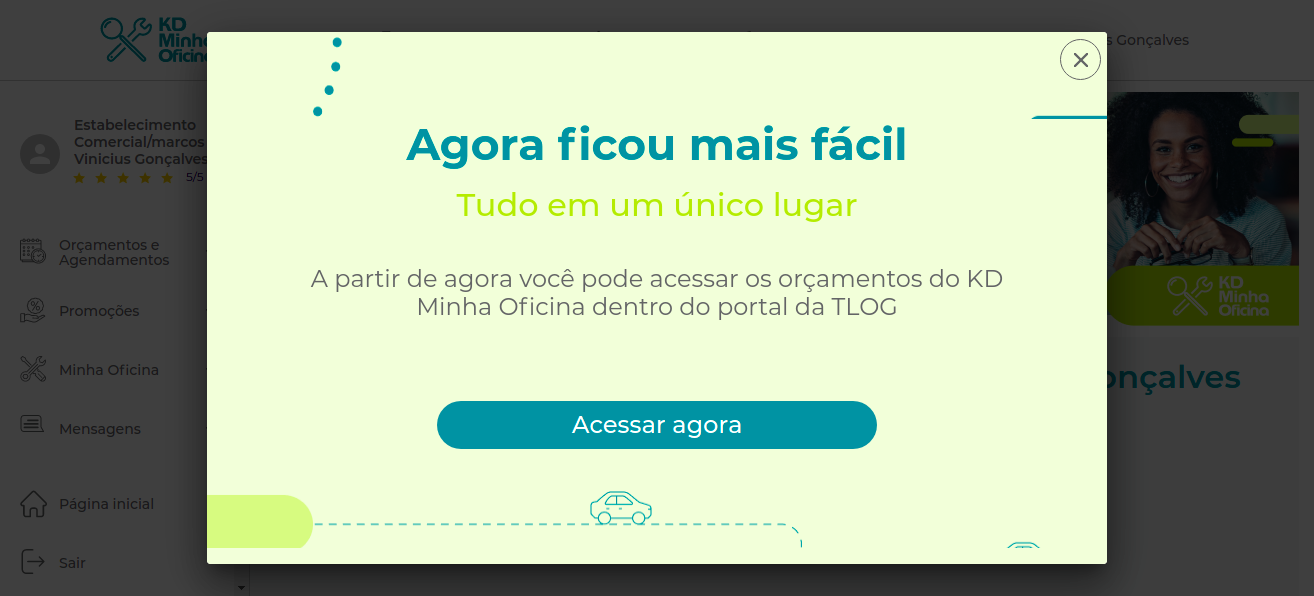 KD
Minha
Oficina
s Gonçalves
Estabelecimento
Comercial/marcos
Vinicius Gonçalves
5/5
Orçamentos e
Agendamentos
Promoções
Minha Oficina
Mensagens
Página inicial
Sair
Agora ficou mais fácil
Tudo em um único lugar
A partir de agora você pode acessar os orçamentos do KD
Minha Oficina dentro do portal da TLOG
Acessar agora
KD
Minha
Oficina
onçalves